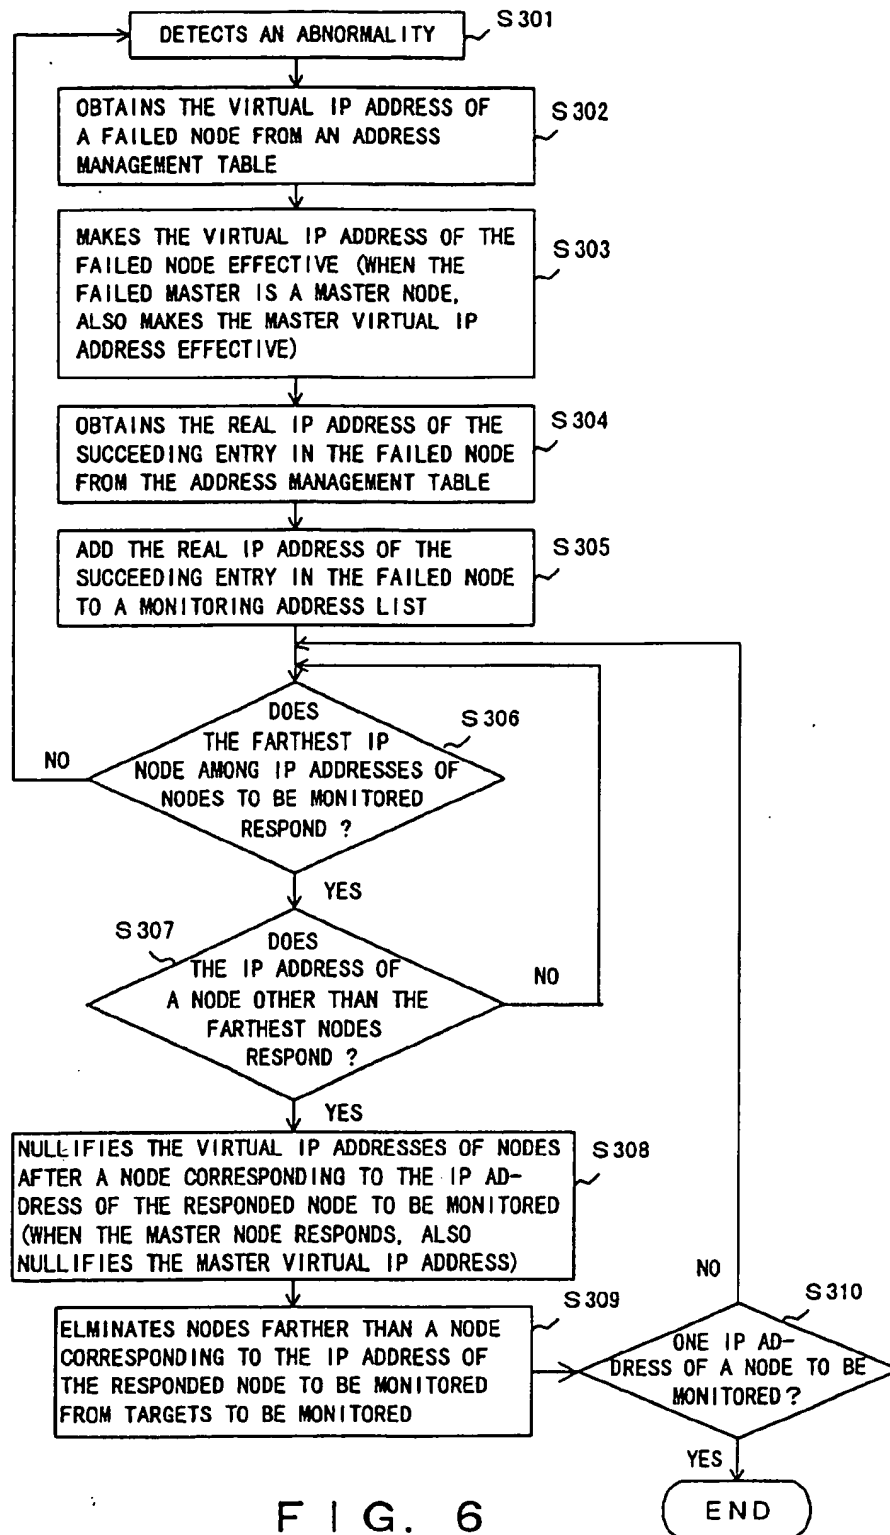 DETECTS AN ABNORMALITY
S301
OBTAINS THE VIRTUAL IP ADDRESS OF
A FAILED NODE FROM AN ADDRESS
MANAGEMENT TABLE
S302
MAKES THE VIRTUAL IP ADDRESS OF THE
FAILED NODE EFFECTIVE (WHEN THE
FAILED MASTER IS A MASTER NODE,
ALSO MAKES THE MASTER VIRTUAL IP
ADDRESS EFFECTIVE)
S303
OBTAINS THE REAL IP ADDRESS OF THE
SUCCEEDING ENTRY IN THE FAILED NODE
FROM THE ADDRESS MANAGEMENT TABLE
S304
ADD THE REAL IP ADDRESS OF THE
SUCCEEDING ENTRY IN THE FAILED NODE
TO A MONITORING ADDRESS LIST
S305
DOES
THE FARTHEST IP
NODE AMONG IP ADDRESSES OF
NODES TO BE MONITORED
RESPOND ?
S306
NO
YES
S307
DOES
THE IP ADDRESS OF
A NODE OTHER THAN THE
FARTHEST NODES
RESPOND ?
NO
YES
NULLIFIES THE VIRTUAL IP ADDRESSES OF NODES
AFTER A NODE CORRESPONDING TO THE IP AD-
DRESS OF THE RESPONDED NODE TO BE MONITORED
(WHEN THE MASTER NODE RESPONDS, ALSO
NULLIFIES THE MASTER VIRTUAL IP ADDRESS)
S308
ELMINATES NODES FARTHER THAN A NODE
CORRESPONDING TO THE IP ADDRESS OF
THE RESPONDED NODE TO BE MONITORED
FROM TARGETS TO BE MONITORED
S309
NO
S310
ONE IP AD-
DRESS OF A NODE TO BE
MONITORED?
YES
END
FIG. 6